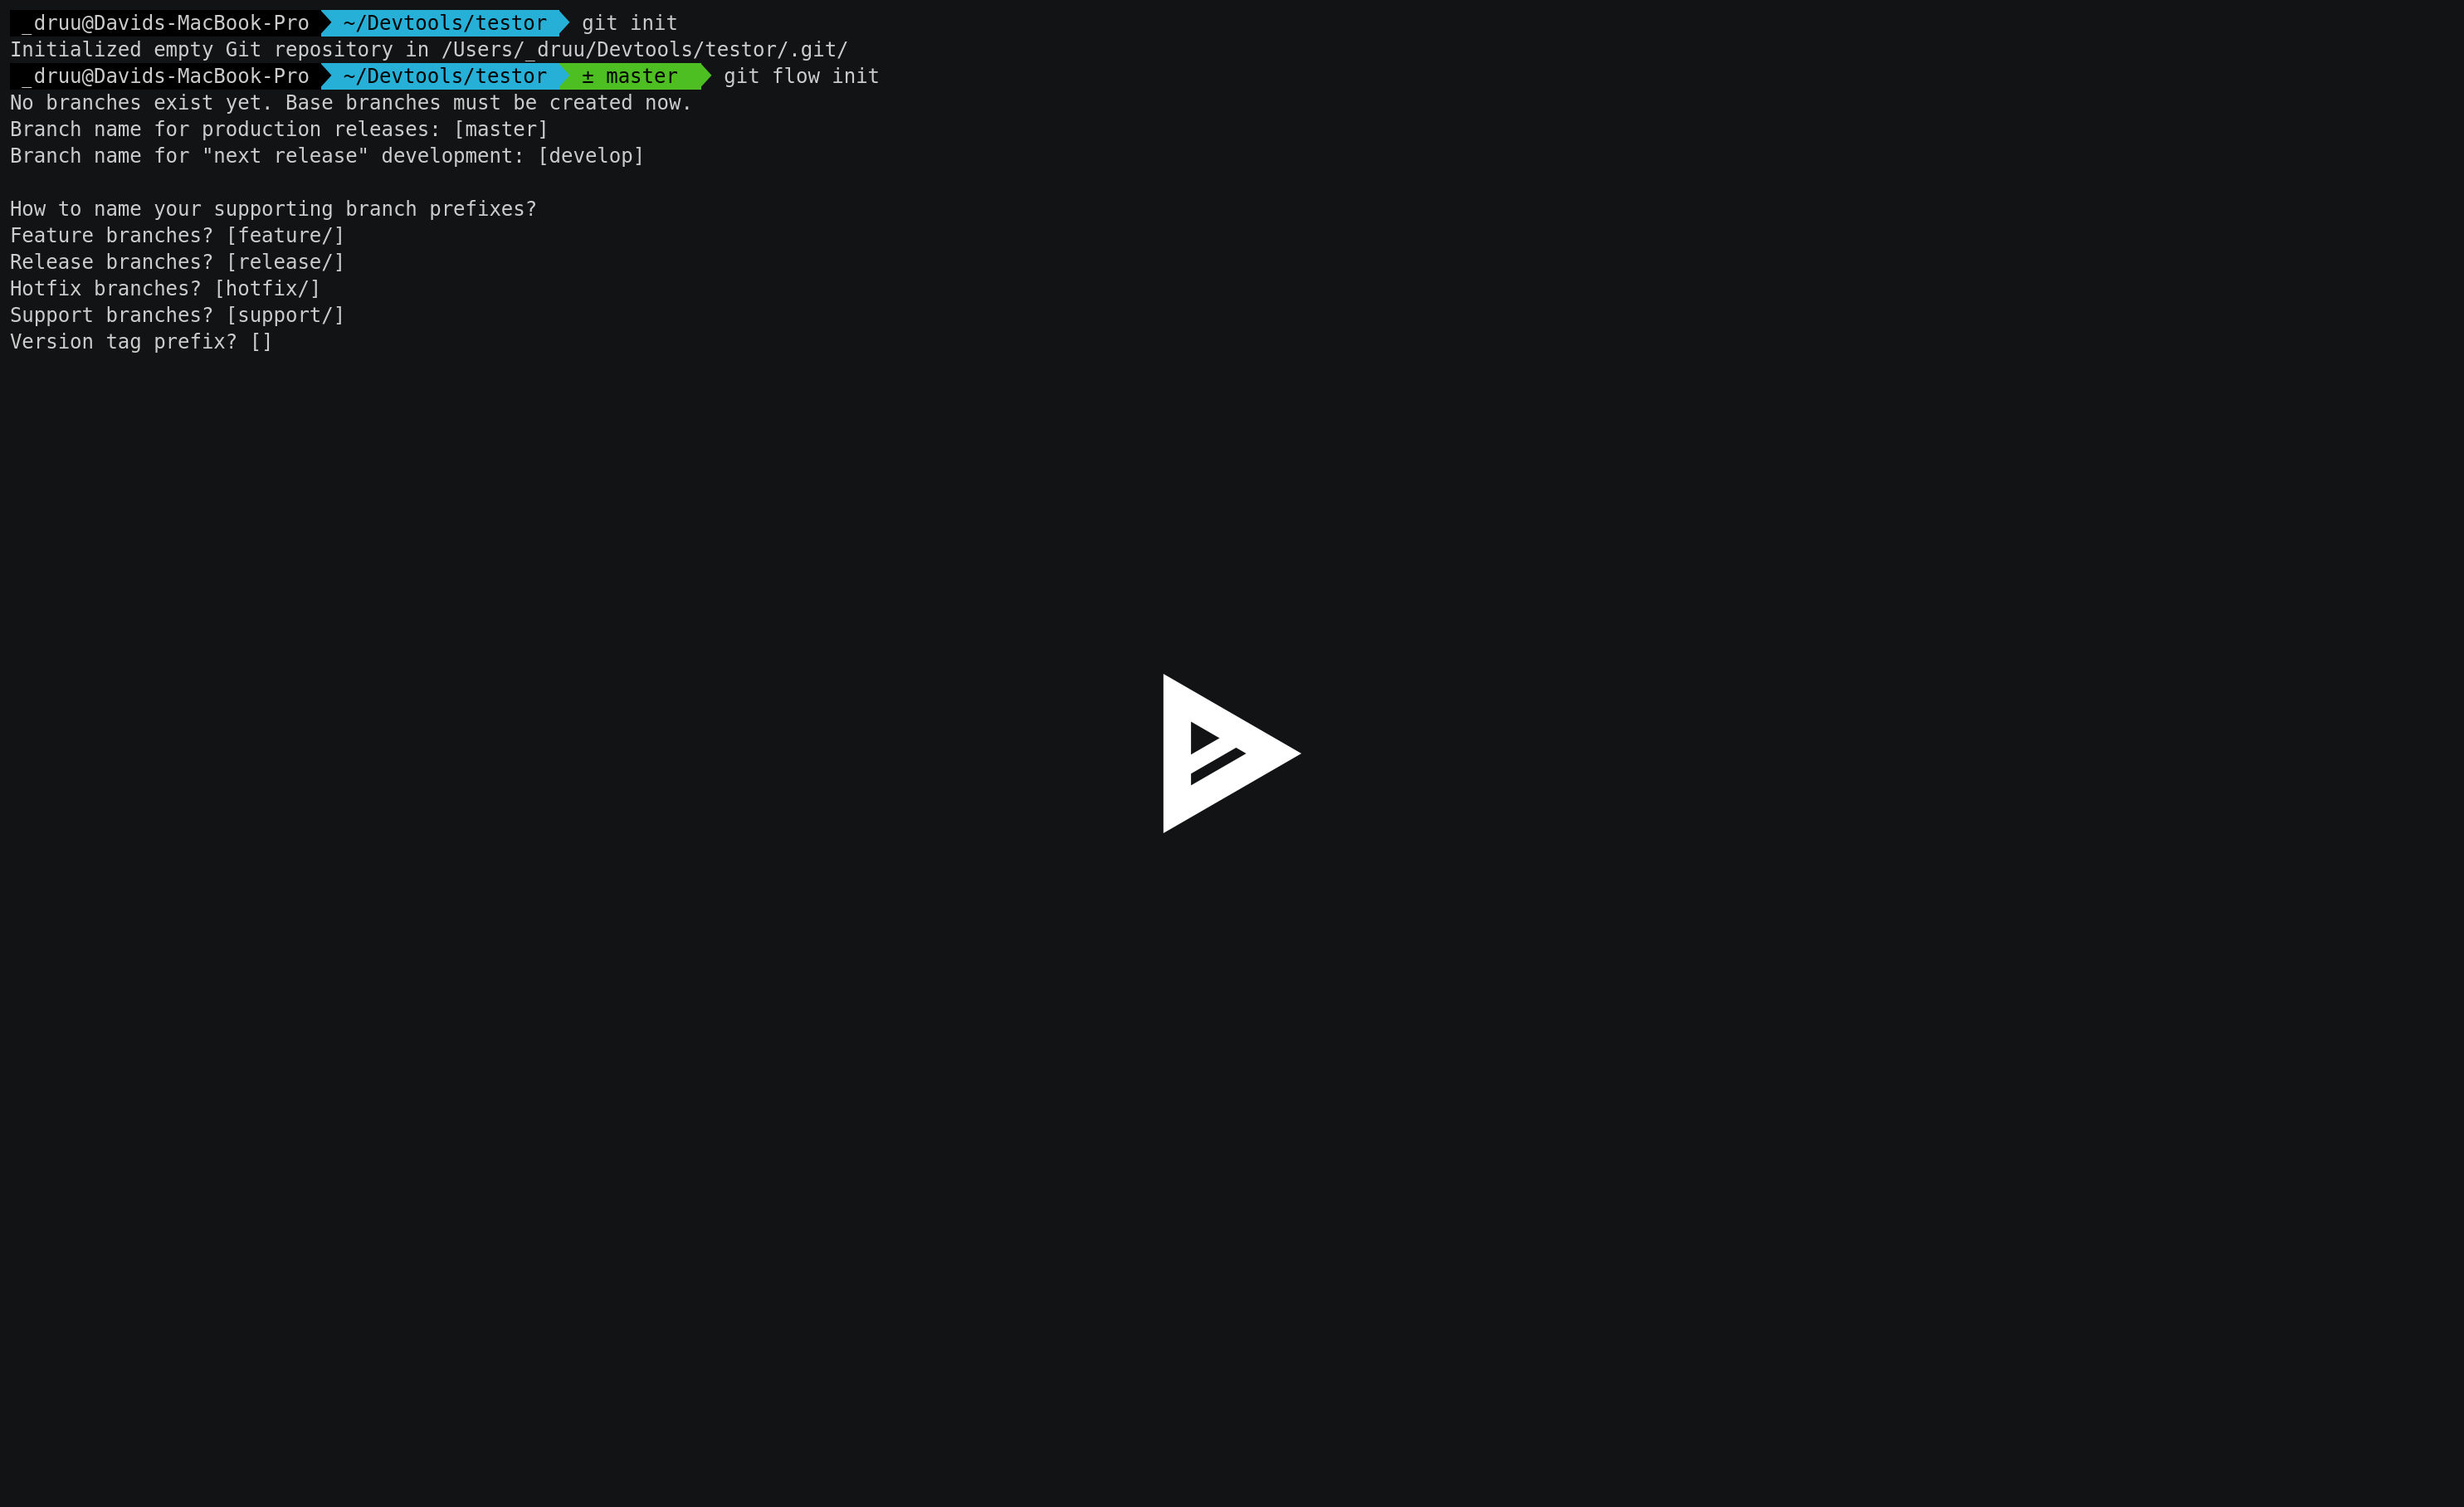 _druu@Davids-MacBook-Pro ~/Devtools/testor git init
Initialized empty Git repository in /Users/_druu/Devtools/testor/.git/
_druu@Davids-MacBook-Pro ~/Devtools/testor ± master git flow init
No branches exist yet. Base branches must be created now.
Branch name for production releases: [master]
Branch name for "next release" development: [develop]
How to name your supporting branch prefixes?
Feature branches? [feature/]
Release branches? [release/]
Hotfix branches? [hotfix/]
Support branches? [support/]
Version tag prefix? []